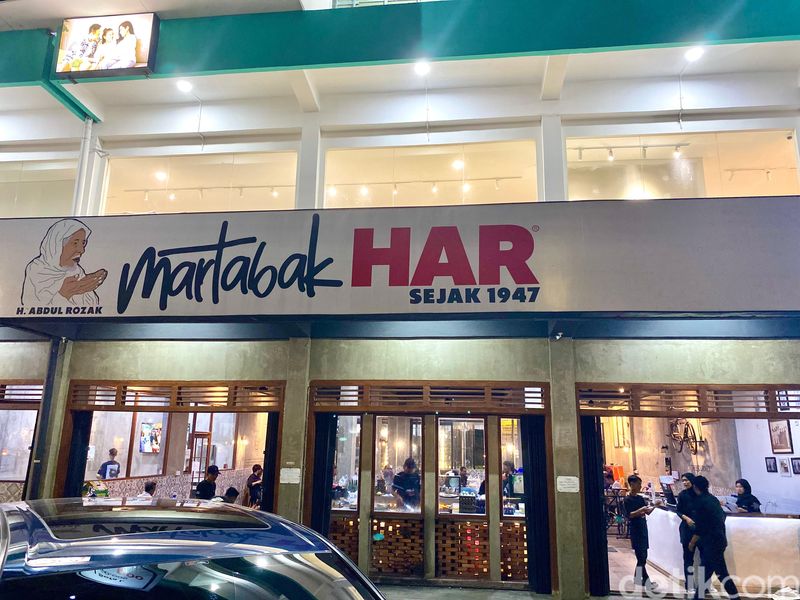 martabak HAR®
SEJAK 1947
H. ABDUL ROZAK
detikcom